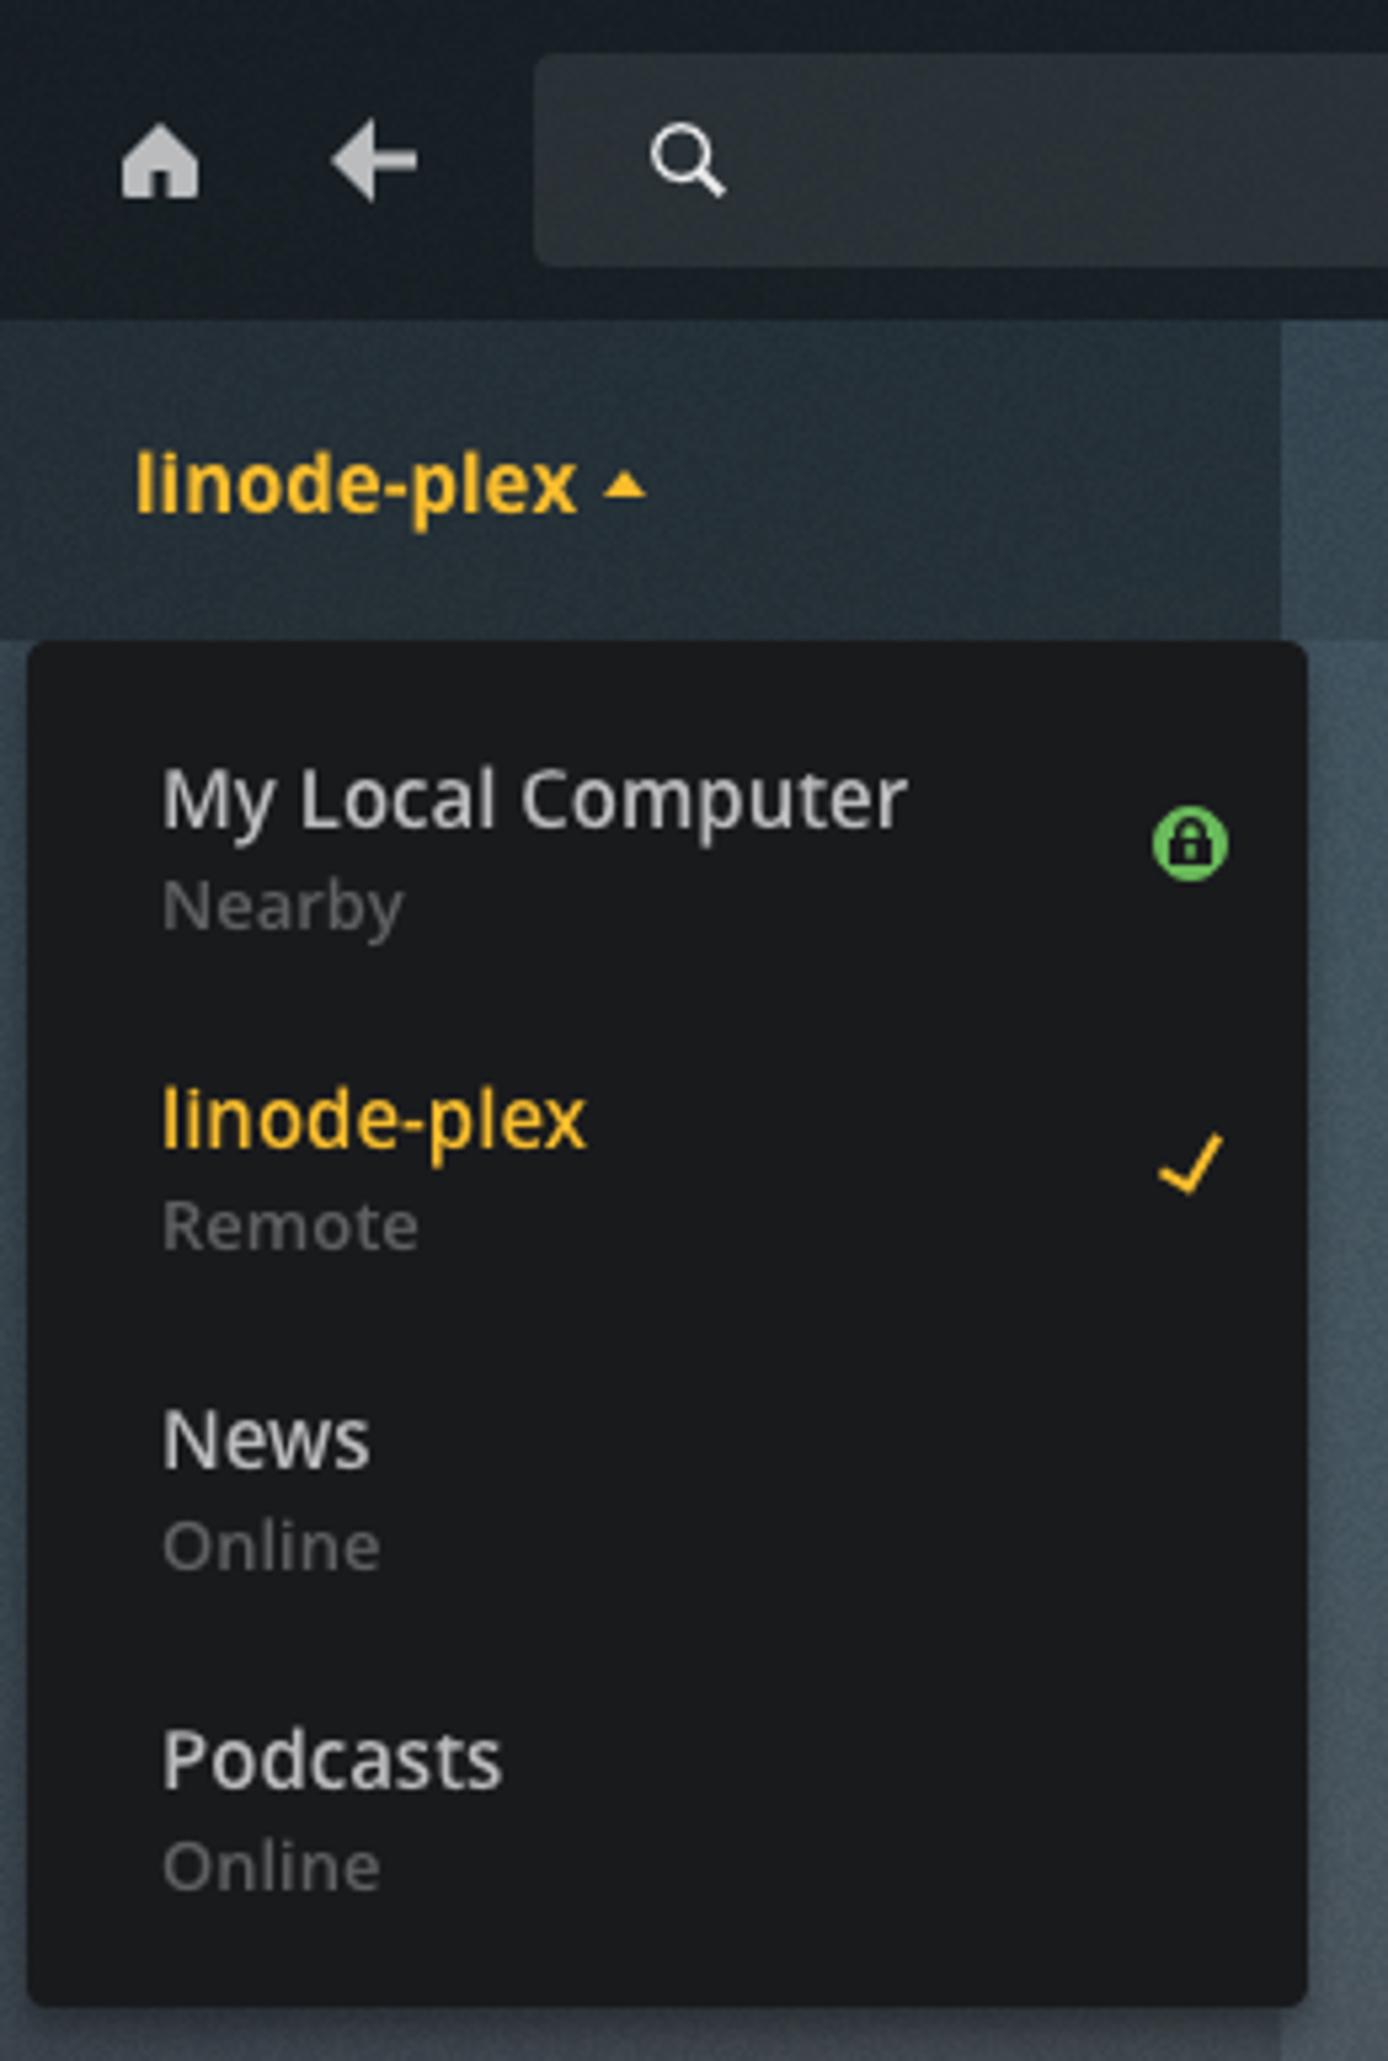 linode-plex
My Local Computer
Nearby
linode-plex
Remote
News
Online
Podcasts
Online